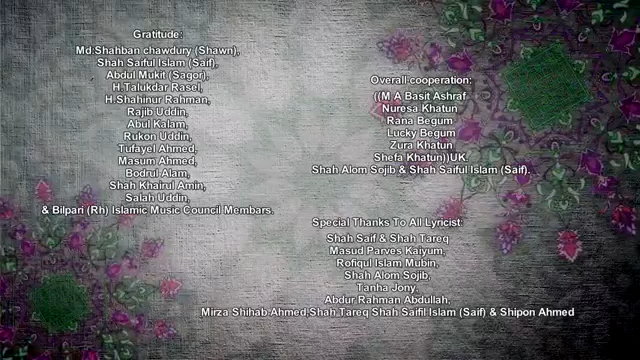 Gratitude:
Md:Shahban chawdury (Shawn),
Shah Saiful Islam (Saif),
Abdul Mukit (Sagor),
H.Talukdar Rasel,
H.Shahinur Rahman,
Rajib Uddin,
Abul Kalam,
Rukon Uddin,
Tufayel Ahmed,
Masum Ahmed,
Bodrul Alam,
Shah Khairul Amin,
Salah Uddin,
& Bilpari (Rh) Islamic Music Council Membars.
Overall-cooperation:
((M A Basit Ashraf
Nuresa Khatun
Rana Begum
Lucky Begum
Zura Khatun
Shefa Khatun))UK.
Shah Alom Sojib & Shah Saiful Islam (Saif).
Special Thanks To All Lyricist:
Shah Saif & Shah Tareq
Masud Parves Kaiyum,
Rofiqul Islam Mubin,
Shah Alom Sojib,
Tanha Jony,
Abdur Rahman Abdullah,
Mirza Shihab Ahmed,Shah Tareq Shah Saifil Islam (Saif) & Shipon Ahmed